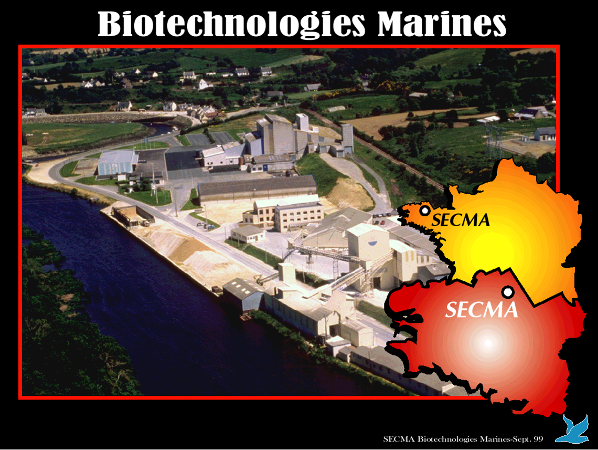 Biotechnologies Marines
SECMA
SECMA
SECMA Biotechnologies Marines-Sept. 99